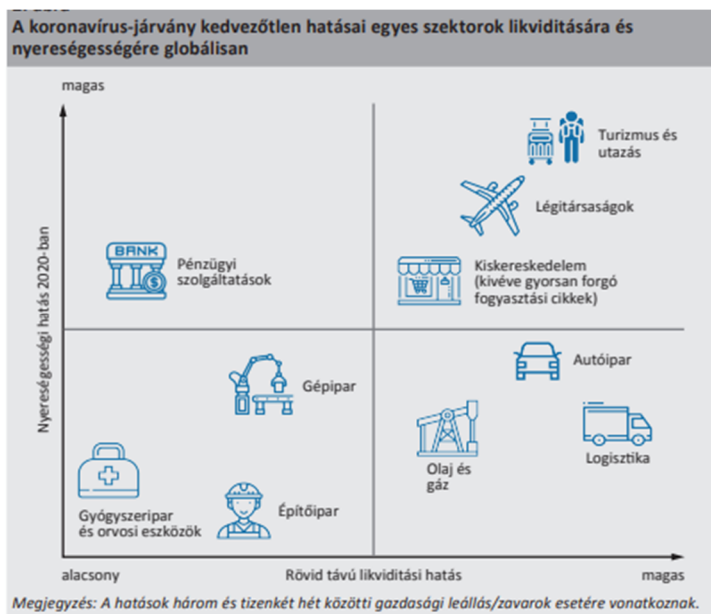 A koronavírus-járvány kedvezőtlen hatásai egyes szektorok likviditására és
nyereségességére globálisan
magas
Nyereségességi hatás 2020-ban
Turizmus és
utazás
Légitársaságok
BANK
$
Pénzügyi
szolgáltatások
Kiskereskedelem
(kivéve gyorsan forgó
fogyasztási cikkek)
Autóipar
Gépipar
Olaj és
gáz
Logisztika
Gyógyszeripar
és orvosi eszközök
Építőipar
alacsony
Rövid távú likviditási hatás
magas
Megjegyzés: A hatások három és tizenkét hét közötti gazdasági leállás/zavarok esetére vonatkoznak.